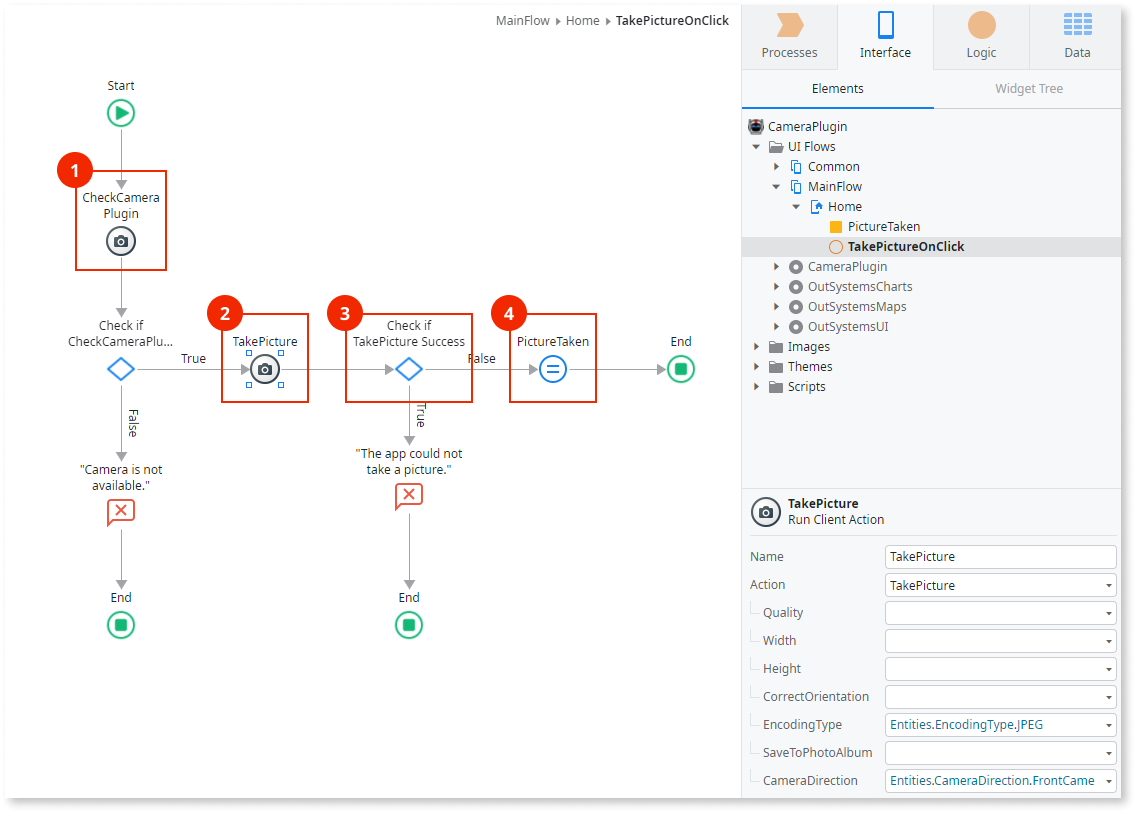 MainFlow Home TakePictureOnClick
Start
1
CheckCamera
Plugin
Check if
CheckCameraPlu...
True
False
"Camera is not
available."
End
2
TakePicture
3
Check if
TakePicture Success
False
True
"The app could not
take a picture."
End
4
PictureTaken
End
Processes
Interface
Logic
Data
Elements
Widget Tree
CameraPlugin
UI Flows
Common
MainFlow
Home
PictureTaken
TakePictureOnClick
CameraPlugin
OutSystemsCharts
OutSystemsMaps
OutSystemsUI
Images
Themes
Scripts
TakePicture
Run Client Action
Name TakePicture
Action TakePicture
Quality
Width
Height
CorrectOrientation
EncodingType Entities.EncodingType.JPEG
SaveToPhotoAlbum
CameraDirection Entities.CameraDirection.FrontCame